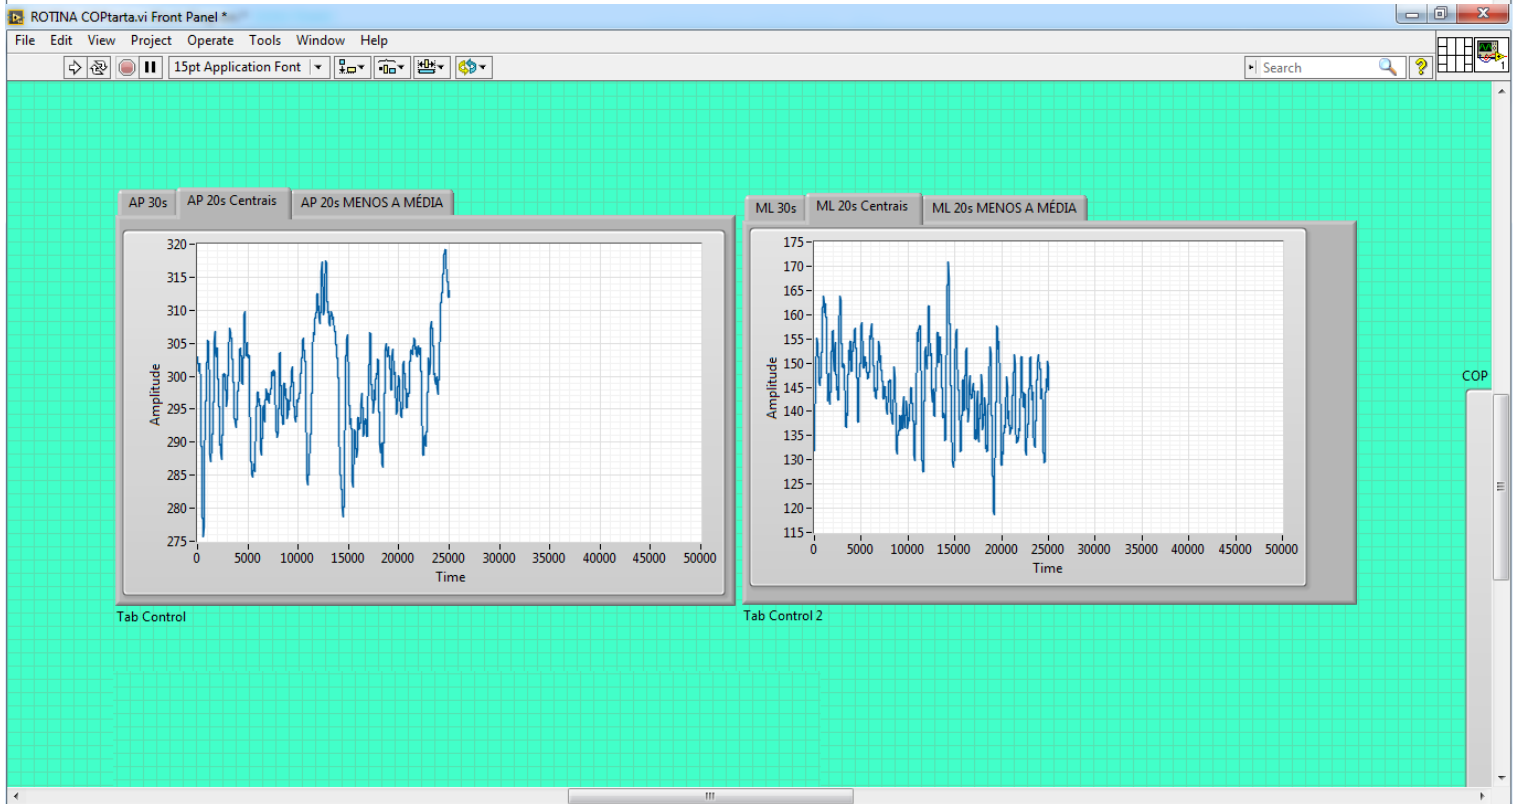 ROTINA COPtarta.vi Front Panel *
File Edit View Project Operate Tools Window Help
15pt Application Font
Search
1
AP 30s AP 20s Centrais AP 20s MENOS A MÉDIA
320
315
310
305
300
295
290
285
280
275
Amplitude
0 5000 10000 15000 20000 25000 30000 35000 40000 45000 50000
Time
Tab Control
ML 30s ML 20s Centrais ML 20s MENOS A MÉDIA
175
170
165
160
155
150
145
140
135
130
125
120
115
Amplitude
0 5000 10000 15000 20000 25000 30000 35000 40000 45000 50000
Time
Tab Control 2
COP